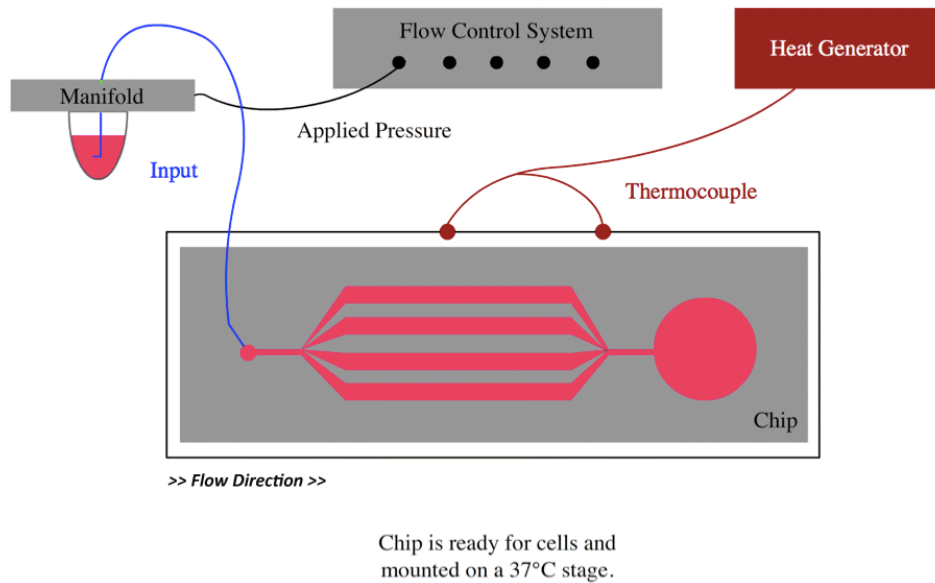 Flow Control System
Heat Generator
Manifold
Applied Pressure
Input
Thermocouple
Chip
>> Flow Direction >>
Chip is ready for cells and
mounted on a 37°C stage.